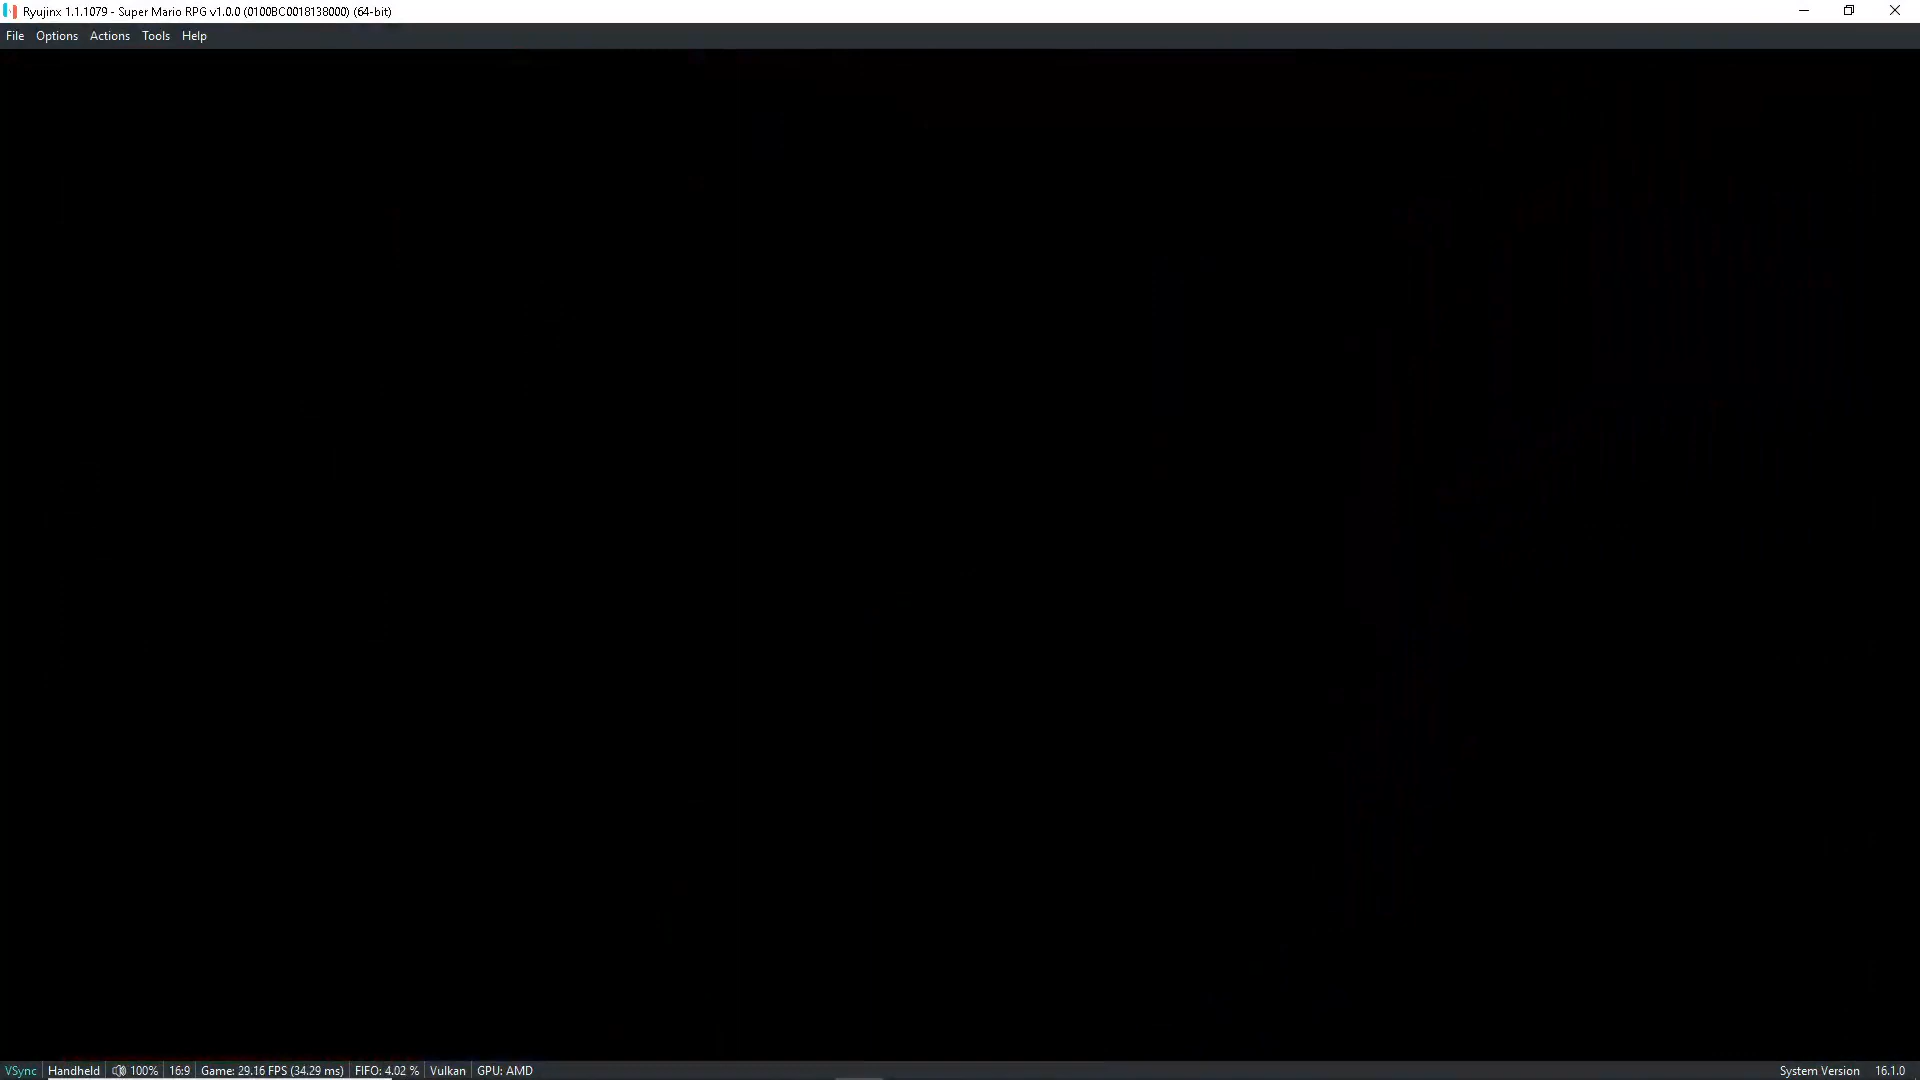 Ryujinx 1.1.1079 - Super Mario RPG v1.0.0 (0100BC0018138000) (64-bit)
File Options Actions Tools Help
VSync Handheld 100% 16:9 Game: 29.16 FPS (34.29 ms) FIFO: 4.02 % Vulkan GPU: AMD System Version 16.1.0